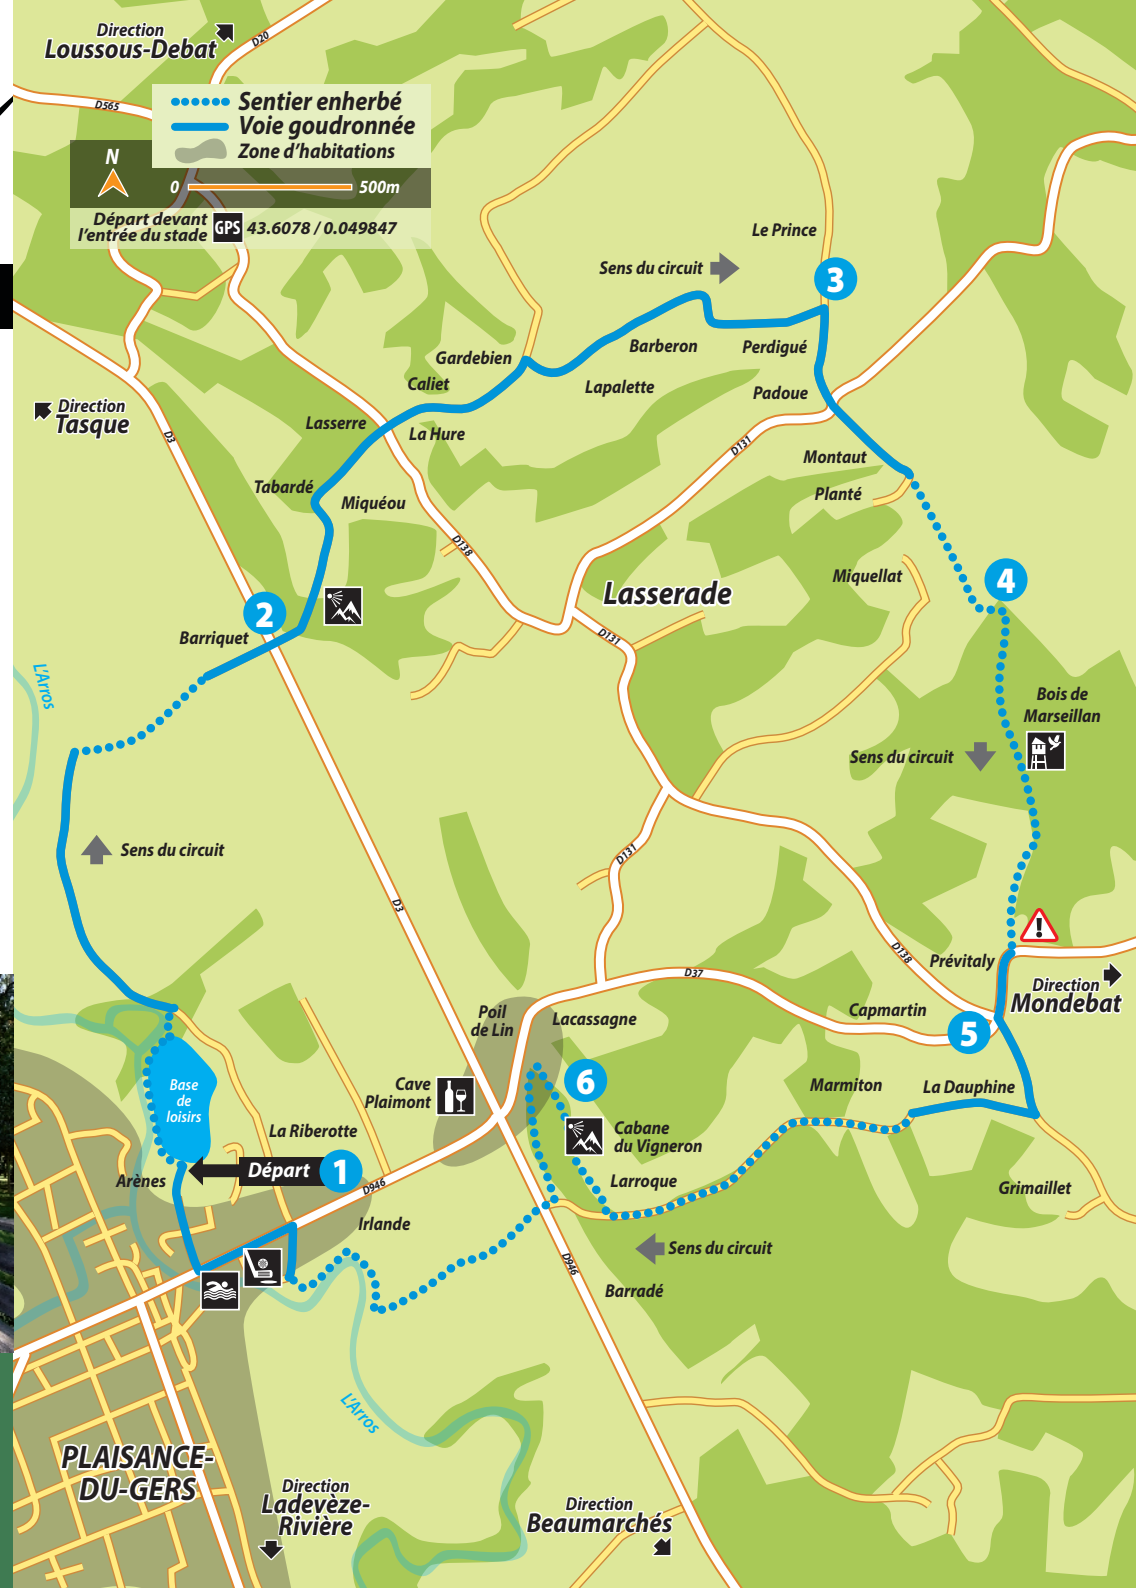 Direction
Loussous-Debat
D20
D565
Sentier enherbé
Voie goudronnée
Zone d'habitations
N
0 500m
Départ devant
l'entrée du stade
GPS 43.6078 / 0.049847
Le Prince
Sens du circuit
3
Barberon
Perdigué
Gardebien
Caliet
Lapalette
Padoue
Direction
Tasque
D3
Lasserre
La Hure
D131
Montaut
Tabardé
Miquéou
Planté
D138
Miquellat
4
Lasserade
2
Barriquet
D131
L'Arros
Bois de
Marseillan
Sens du circuit
Sens du circuit
D131
D3
D138
Prévitaly
!
Direction
Mondebat
D37
Poil
de Lin
Lacassagne
Capmartin
5
Base
de
loisirs
Cave
Plaimont
6
Marmiton
La Dauphine
La Riberotte
Cabane
du Vigneron
Départ 1
Arènes
D946
Larroque
Grimaillet
Irlande
Sens du circuit
D946
Barradé
L'Arros
PLAISANCE-
DU-GERS
Direction
Ladevèze-
Rivière
Direction
Beaumarchés